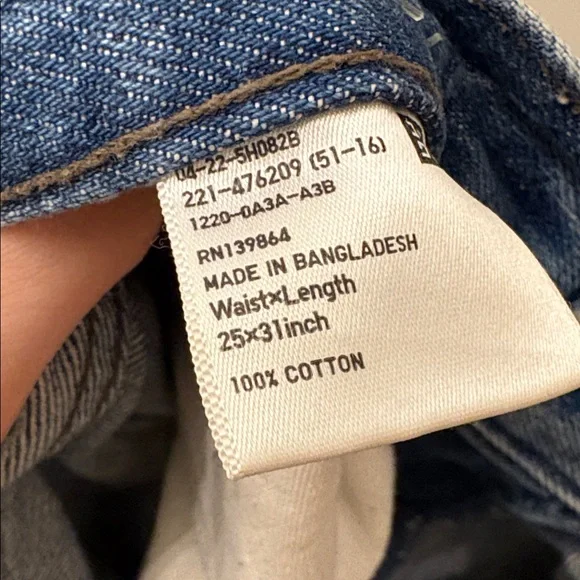 04-22-5H082B
221-476209 (51-16)
1220-0A3A-A3B
RN139864
MADE IN BANGLADESH
Waist×Length
25×31inch
100% COTTON